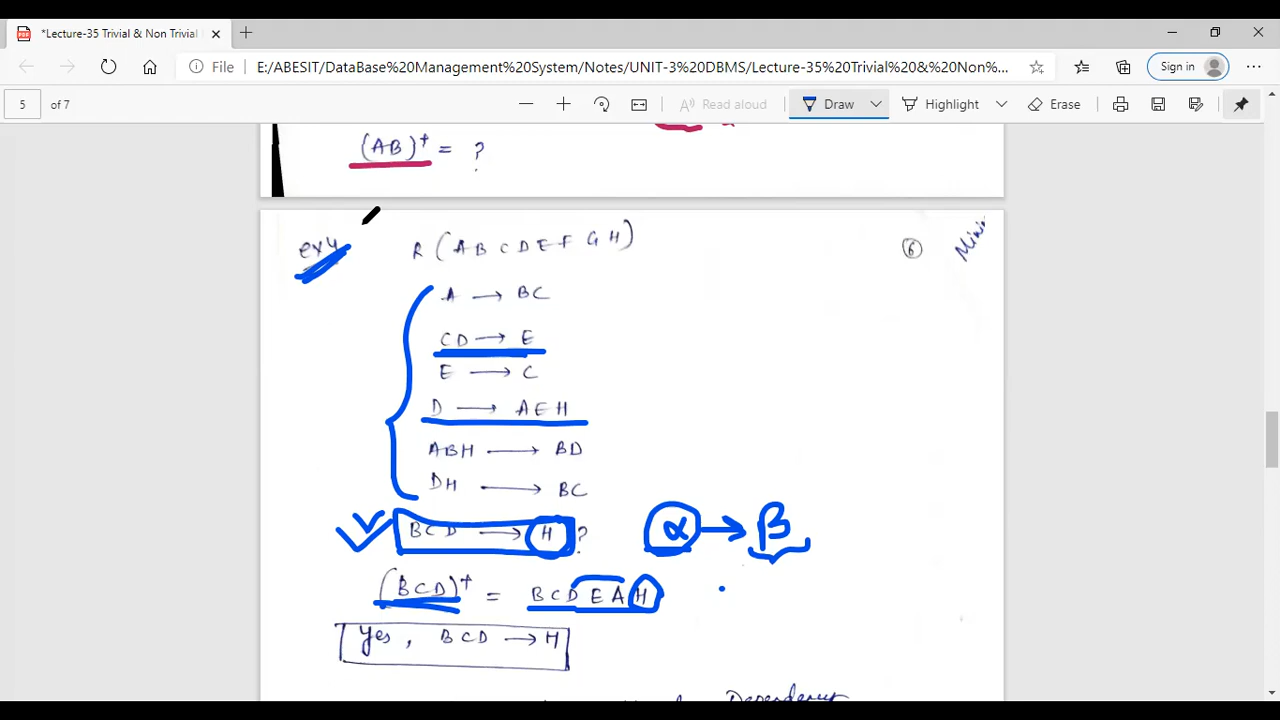 *Lecture-35 Trivial & Non Trivial
File E:/ABESIT/DataBase%20Management%20System/Notes/UNIT-3%20DBMS/Lecture-35%20Trivial%20&%20Non%... Sign in
5 of 7 Read aloud Draw Highlight Erase
(AB)⁺ = ?
ex4 R(ABCDEFGH) 6
A → BC
CD → E
E → C
D → AEH
ABH → BD
DH → BC
BCD → H ? α → β
(BCD)⁺ = BCDEAH
Yes, BCD → H
Dependency